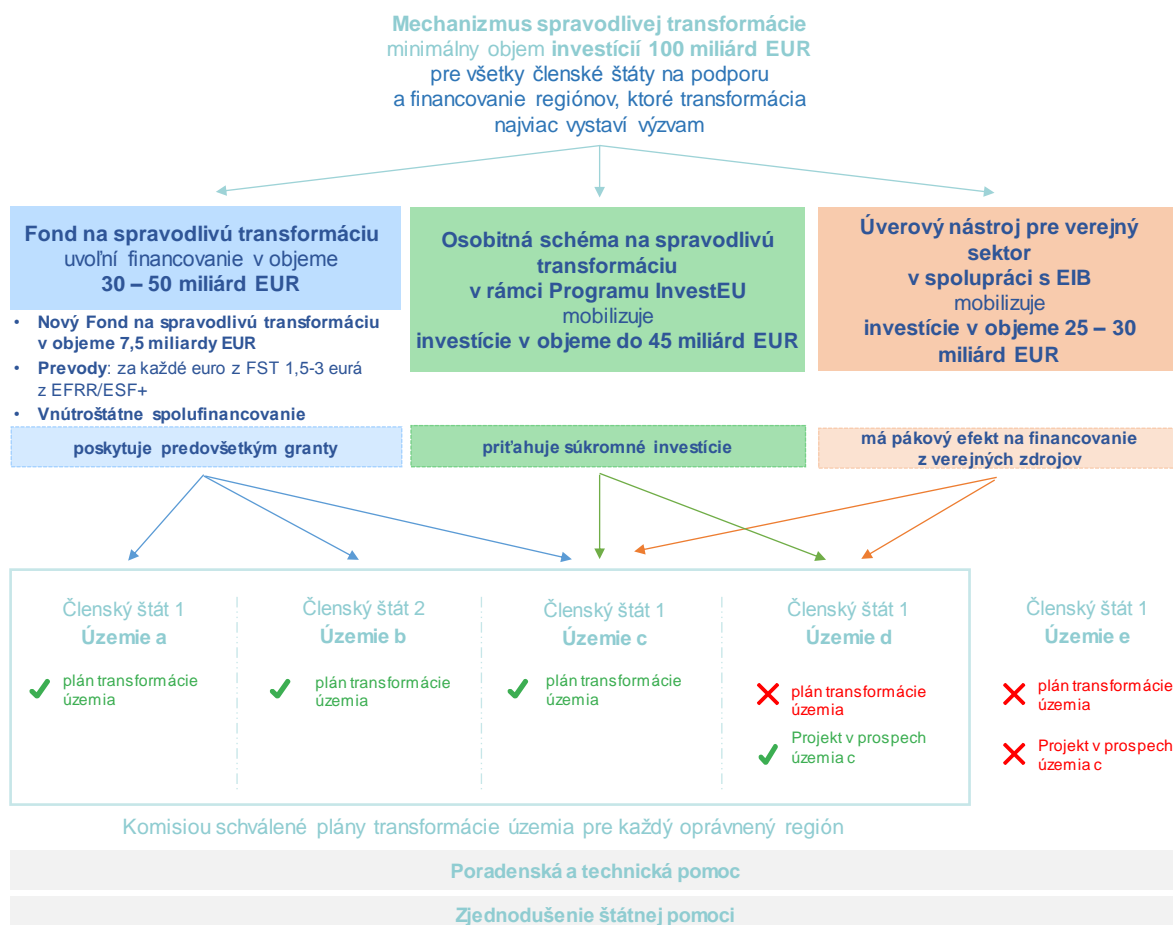 Mechanizmus spravodlivej transformácie
minimálny objem investícií 100 miliárd EUR
pre všetky členské štáty na podporu
a financovanie regiónov, ktoré transformácia
najviac vystaví výzvam
Fond na spravodlivú transformáciu
uvoľní financovanie v objeme
30 – 50 miliárd EUR
• Nový Fond na spravodlivú transformáciu
v objeme 7,5 miliardy EUR
• Prevody: za každé euro z FST 1,5-3 eurá
z EFRR/ESF+
• Vnútroštátne spolufinancovanie
poskytuje predovšetkým granty
Osobitná schéma na spravodlivú
transformáciu
v rámci Programu InvestEU
mobilizuje
investície v objeme do 45 miliárd EUR
priťahuje súkromné investície
Úverový nástroj pre verejný
sektor
v spolupráci s EIB
mobilizuje
investície v objeme 25 – 30
miliárd EUR
má pákový efekt na financovanie
z verejných zdrojov
Členský štát 1
Územie a
plán transformácie
územia
Členský štát 2
Územie b
plán transformácie
územia
Členský štát 1
Územie c
plán transformácie
územia
Členský štát 1
Územie d
plán transformácie
územia
Projekt v prospech
územia c
Členský štát 1
Územie e
plán transformácie
územia
Projekt v prospech
územia c
Komisiou schválené plány transformácie územia pre každý oprávnený región
Poradenská a technická pomoc
Zjednodušenie štátnej pomoci